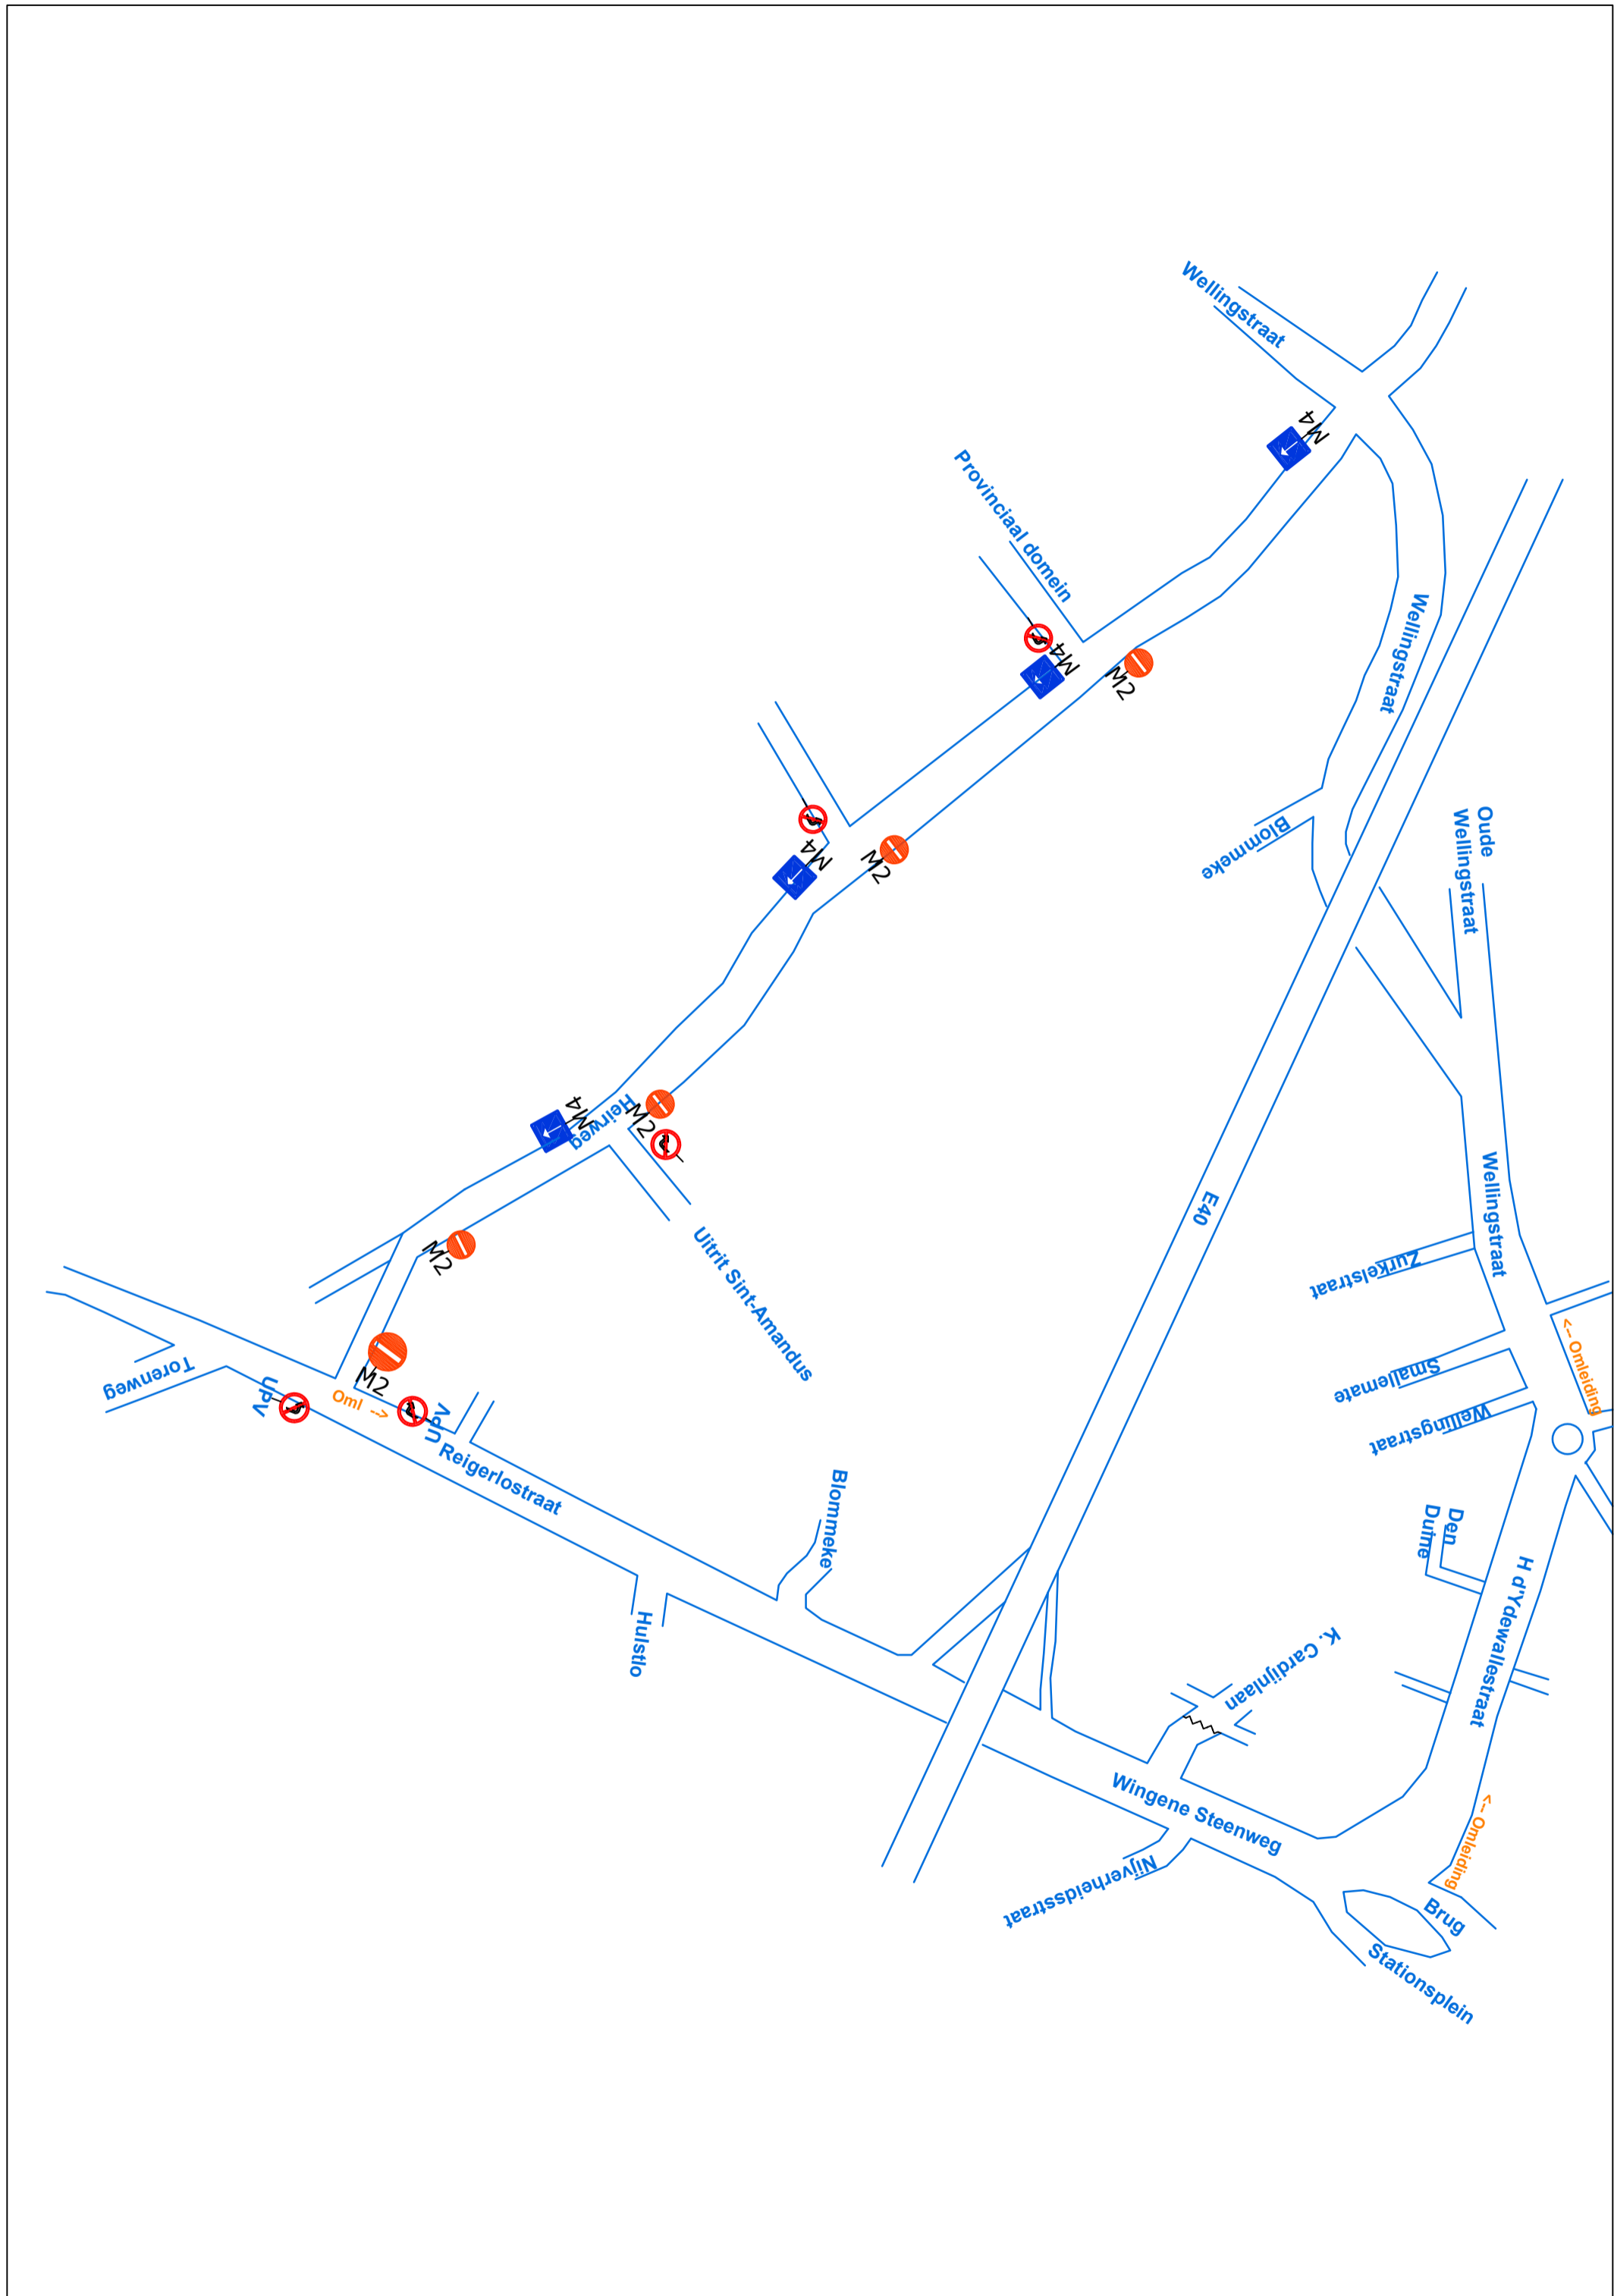 Wellingstraat
M4
Provinciaal domein
M4
M2
Wellingstraat
M4
M2
Blommeke
Oude
Wellingstraat
M4
Heirweg
M2
M2
Uitrit Sint-Amandus
E40
Wellingstraat
Zurkelstraat
<-- Omleiding
Smallemate
Wellingstraat
Torenweg
UPV
Oml -->
M2
UPV
Reigerlostraat
Blommeke
Hulstlo
Den
Duine
H d'Ydewallestraat
K. Cardijnlaan
Wingene Steenweg
Nijverheidsstraat
<-- Omleiding
Brug
Stationsplein